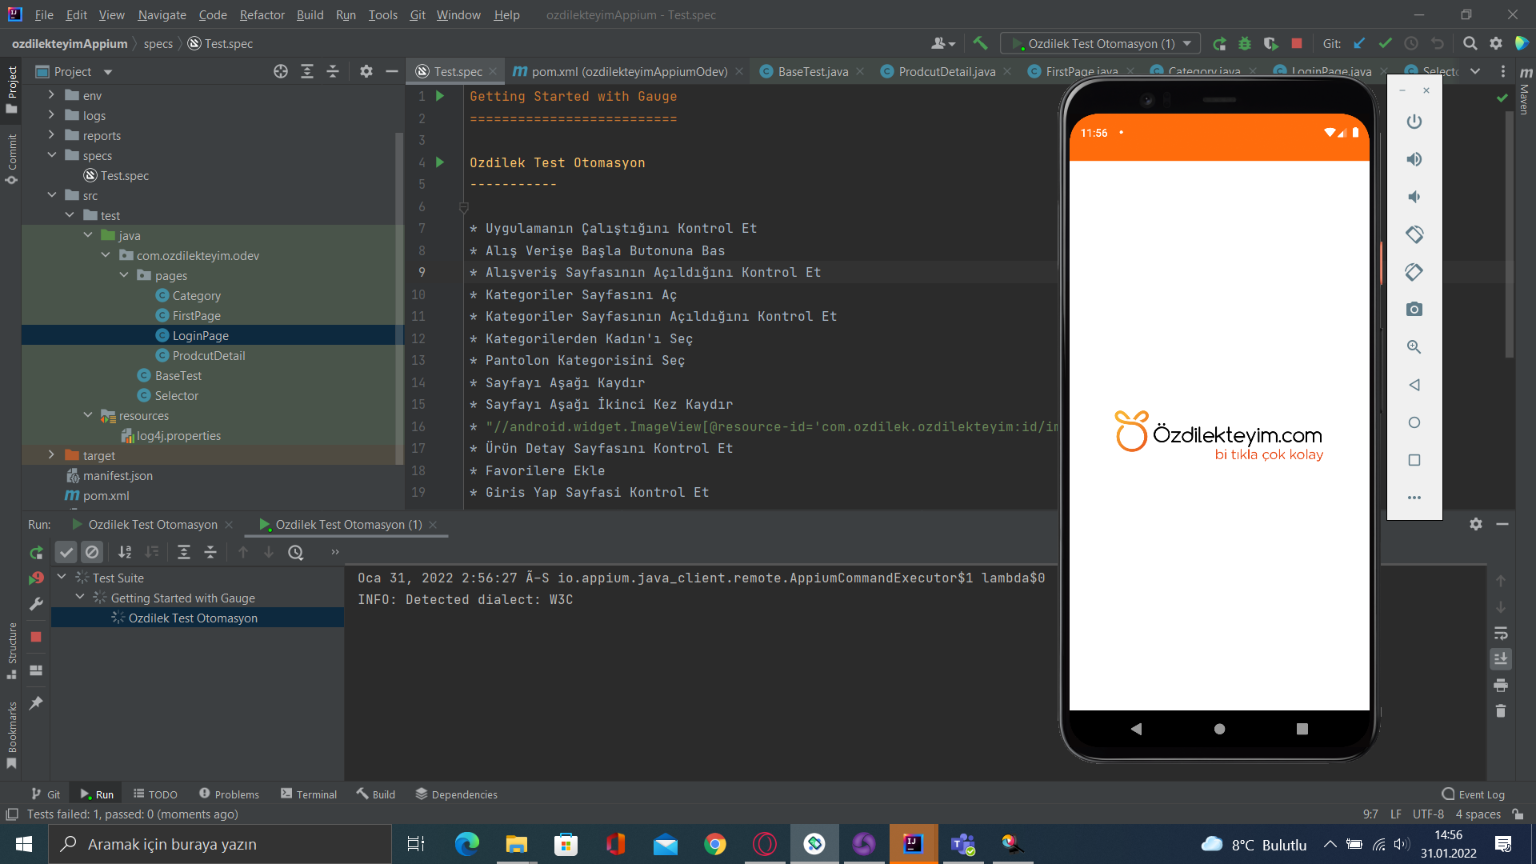 File Edit View Navigate Code Refactor Build Run Tools Git Window Help ozdilekteyimAppium - Test.spec
ozdilekteyimAppium specs Test.spec Ozdilek Test Otomasyon (1) Git:
Project
Test.spec pom.xml (ozdilekteyimAppiumOdev) BaseTest.java ProdcutDetail.java FirstPage.java Category.java LoginPage.java Selecto
Project
Commit
Structure
Bookmarks
Maven
env
logs
reports
specs
Test.spec
src
test
java
com.ozdilekteyim.odev
pages
Category
FirstPage
LoginPage
ProdcutDetail
BaseTest
Selector
resources
log4j.properties
target
manifest.json
pom.xml
1 Getting Started with Gauge
2 ==========================
3
4 Ozdilek Test Otomasyon
5 -----------
6
7 * Uygulamanın Çalıştığını Kontrol Et
8 * Alış Verişe Başla Butonuna Bas
9 * Alışveriş Sayfasının Açıldığını Kontrol Et
10 * Kategoriler Sayfasını Aç
11 * Kategoriler Sayfasının Açıldığını Kontrol Et
12 * Kategorilerden Kadın'ı Seç
13 * Pantolon Kategorisini Seç
14 * Sayfayı Aşağı Kaydır
15 * Sayfayı Aşağı İkinci Kez Kaydır
16 * "//android.widget.ImageView[@resource-id='com.ozdilek.ozdilekteyim:id/im
17 * Ürün Detay Sayfasını Kontrol Et
18 * Favorilere Ekle
19 * Giris Yap Sayfasi Kontrol Et
11:56
Özdilekteyim.com
bi tıkla çok kolay
Run: Ozdilek Test Otomasyon Ozdilek Test Otomasyon (1)
Test Suite
Getting Started with Gauge
Ozdilek Test Otomasyon
Oca 31, 2022 2:56:27 Ã-S io.appium.java_client.remote.AppiumCommandExecutor$1 lambda$0
INFO: Detected dialect: W3C
Git Run TODO Problems Terminal Build Dependencies Event Log
Tests failed: 1, passed: 0 (moments ago) 9:7 LF UTF-8 4 spaces
Aramak için buraya yazın 8°C Bulutlu 14:56
31.01.2022